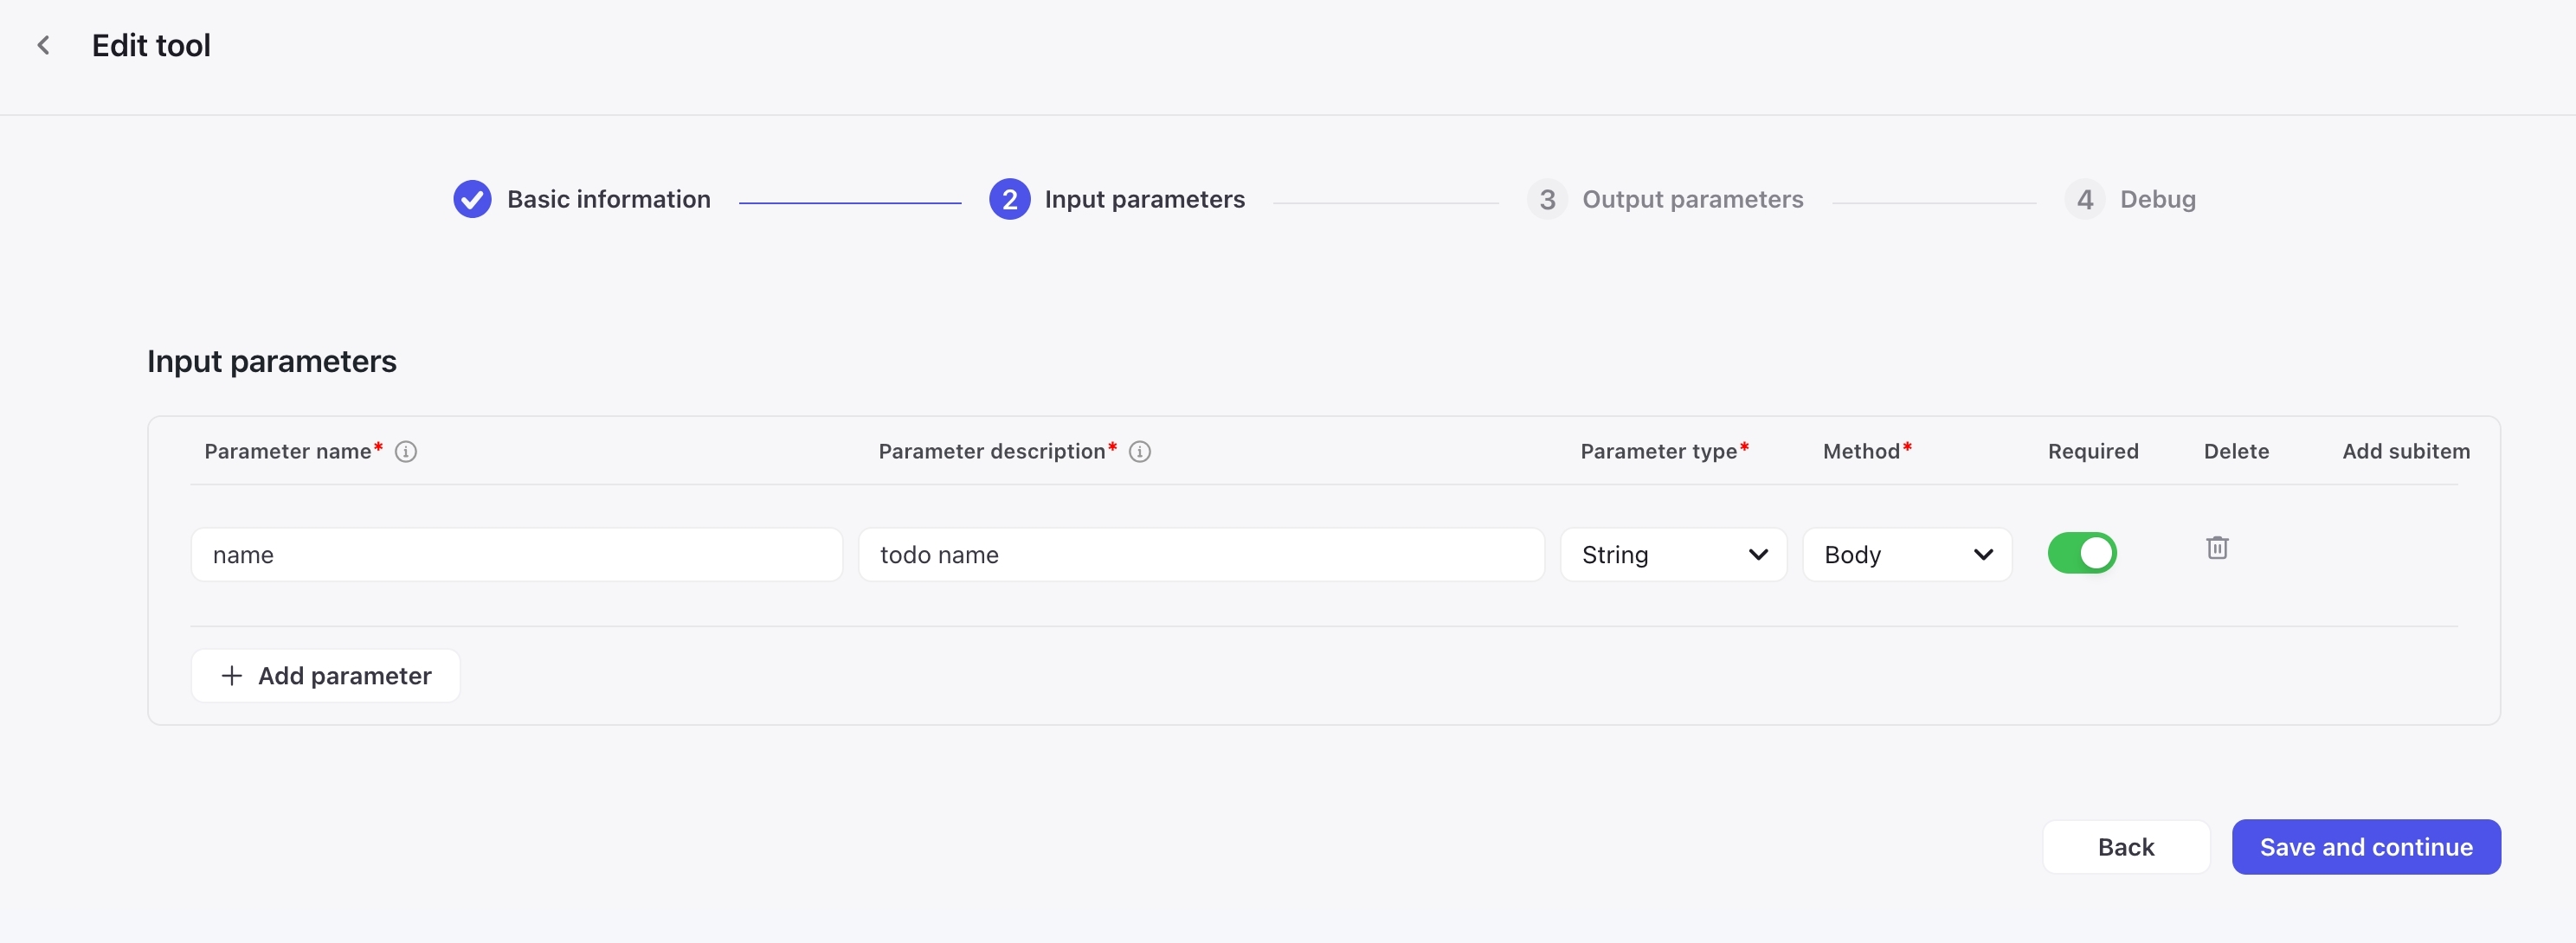 Edit tool
Basic information
2 Input parameters
3 Output parameters
4 Debug
Input parameters
Parameter name* Parameter description* Parameter type* Method* Required Delete Add subitem
name todo name String Body
Add parameter
Back Save and continue